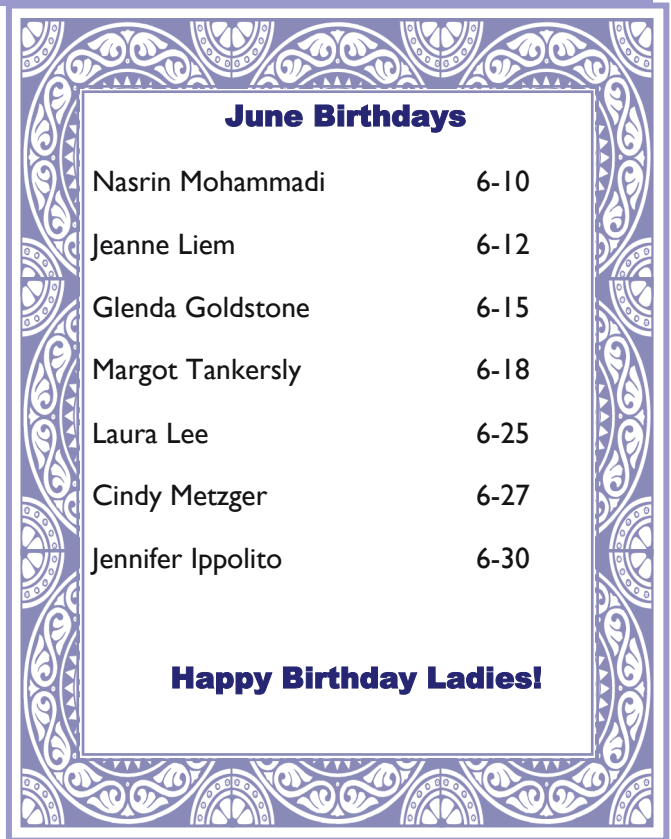 June Birthdays
Nasrin Mohammadi 6-10
Jeanne Liem 6-12
Glenda Goldstone 6-15
Margot Tankersly 6-18
Laura Lee 6-25
Cindy Metzger 6-27
Jennifer Ippolito 6-30
Happy Birthday Ladies!